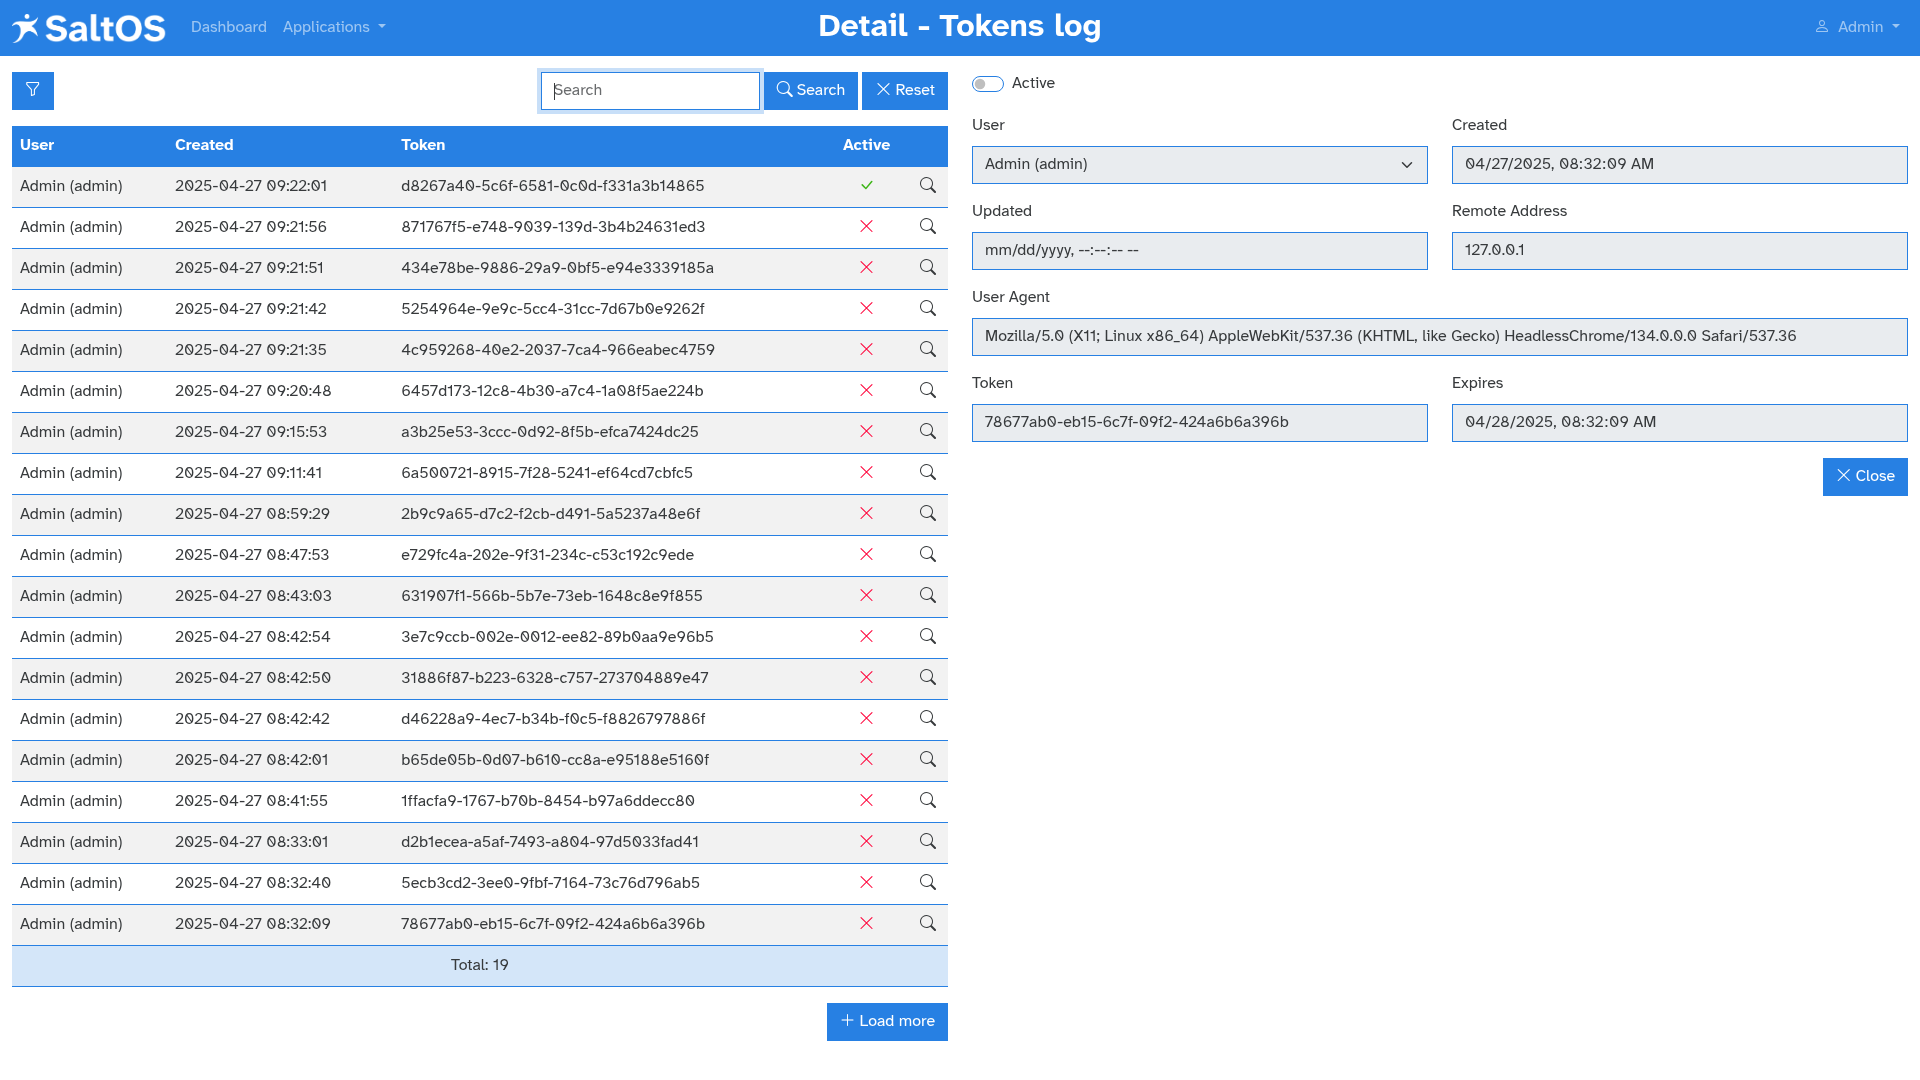 SaltOS Dashboard Applications Detail - Tokens log Admin
Search Search Reset
User Created Token Active
Admin (admin) 2025-04-27 09:22:01 d8267a40-5c6f-6581-0c0d-f331a3b14865
Admin (admin) 2025-04-27 09:21:56 871767f5-e748-9039-139d-3b4b24631ed3
Admin (admin) 2025-04-27 09:21:51 434e78be-9886-29a9-0bf5-e94e3339185a
Admin (admin) 2025-04-27 09:21:42 5254964e-9e9c-5cc4-31cc-7d67b0e9262f
Admin (admin) 2025-04-27 09:21:35 4c959268-40e2-2037-7ca4-966eabec4759
Admin (admin) 2025-04-27 09:20:48 6457d173-12c8-4b30-a7c4-1a08f5ae224b
Admin (admin) 2025-04-27 09:15:53 a3b25e53-3ccc-0d92-8f5b-efca7424dc25
Admin (admin) 2025-04-27 09:11:41 6a500721-8915-7f28-5241-ef64cd7cbfc5
Admin (admin) 2025-04-27 08:59:29 2b9c9a65-d7c2-f2cb-d491-5a5237a48e6f
Admin (admin) 2025-04-27 08:47:53 e729fc4a-202e-9f31-234c-c53c192c9ede
Admin (admin) 2025-04-27 08:43:03 631907f1-566b-5b7e-73eb-1648c8e9f855
Admin (admin) 2025-04-27 08:42:54 3e7c9ccb-002e-0012-ee82-89b0aa9e96b5
Admin (admin) 2025-04-27 08:42:50 31886f87-b223-6328-c757-273704889e47
Admin (admin) 2025-04-27 08:42:42 d46228a9-4ec7-b34b-f0c5-f8826797886f
Admin (admin) 2025-04-27 08:42:01 b65de05b-0d07-b610-cc8a-e95188e5160f
Admin (admin) 2025-04-27 08:41:55 1ffacfa9-1767-b70b-8454-b97a6ddecc80
Admin (admin) 2025-04-27 08:33:01 d2b1ecea-a5af-7493-a804-97d5033fad41
Admin (admin) 2025-04-27 08:32:40 5ecb3cd2-3ee0-9fbf-7164-73c76d796ab5
Admin (admin) 2025-04-27 08:32:09 78677ab0-eb15-6c7f-09f2-424a6b6a396b
Total: 19
Load more
Active
User Created
Admin (admin) 04/27/2025, 08:32:09 AM
Updated Remote Address
mm/dd/yyyy, --:--:-- -- 127.0.0.1
User Agent
Mozilla/5.0 (X11; Linux x86_64) AppleWebKit/537.36 (KHTML, like Gecko) HeadlessChrome/134.0.0.0 Safari/537.36
Token Expires
78677ab0-eb15-6c7f-09f2-424a6b6a396b 04/28/2025, 08:32:09 AM
Close